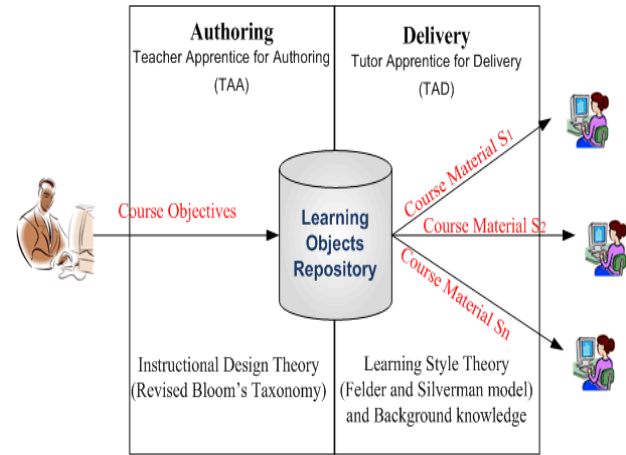 Authoring
Teacher Apprentice for Authoring
(TAA)
Delivery
Tutor Apprentice for Delivery
(TAD)
Course Objectives
Learning
Objects
Repository
Course Material S1
Course Material S2
Course Material Sn
Instructional Design Theory
(Revised Bloom's Taxonomy)
Learning Style Theory
(Felder and Silverman model)
and Background knowledge